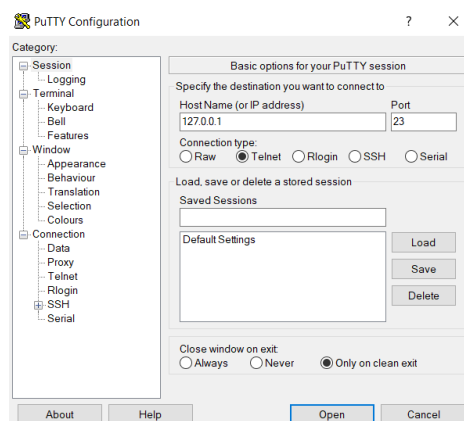 PuTTY Configuration
?
Category:
Session
Logging
Terminal
Keyboard
Bell
Features
Window
Appearance
Behaviour
Translation
Selection
Colours
Connection
Data
Proxy
Telnet
Rlogin
SSH
Serial
Basic options for your PuTTY session
Specify the destination you want to connect to
Host Name (or IP address) Port
127.0.0.1 23
Connection type:
Raw Telnet Rlogin SSH Serial
Load, save or delete a stored session
Saved Sessions
Default Settings
Load
Save
Delete
Close window on exit:
Always Never Only on clean exit
About Help Open Cancel